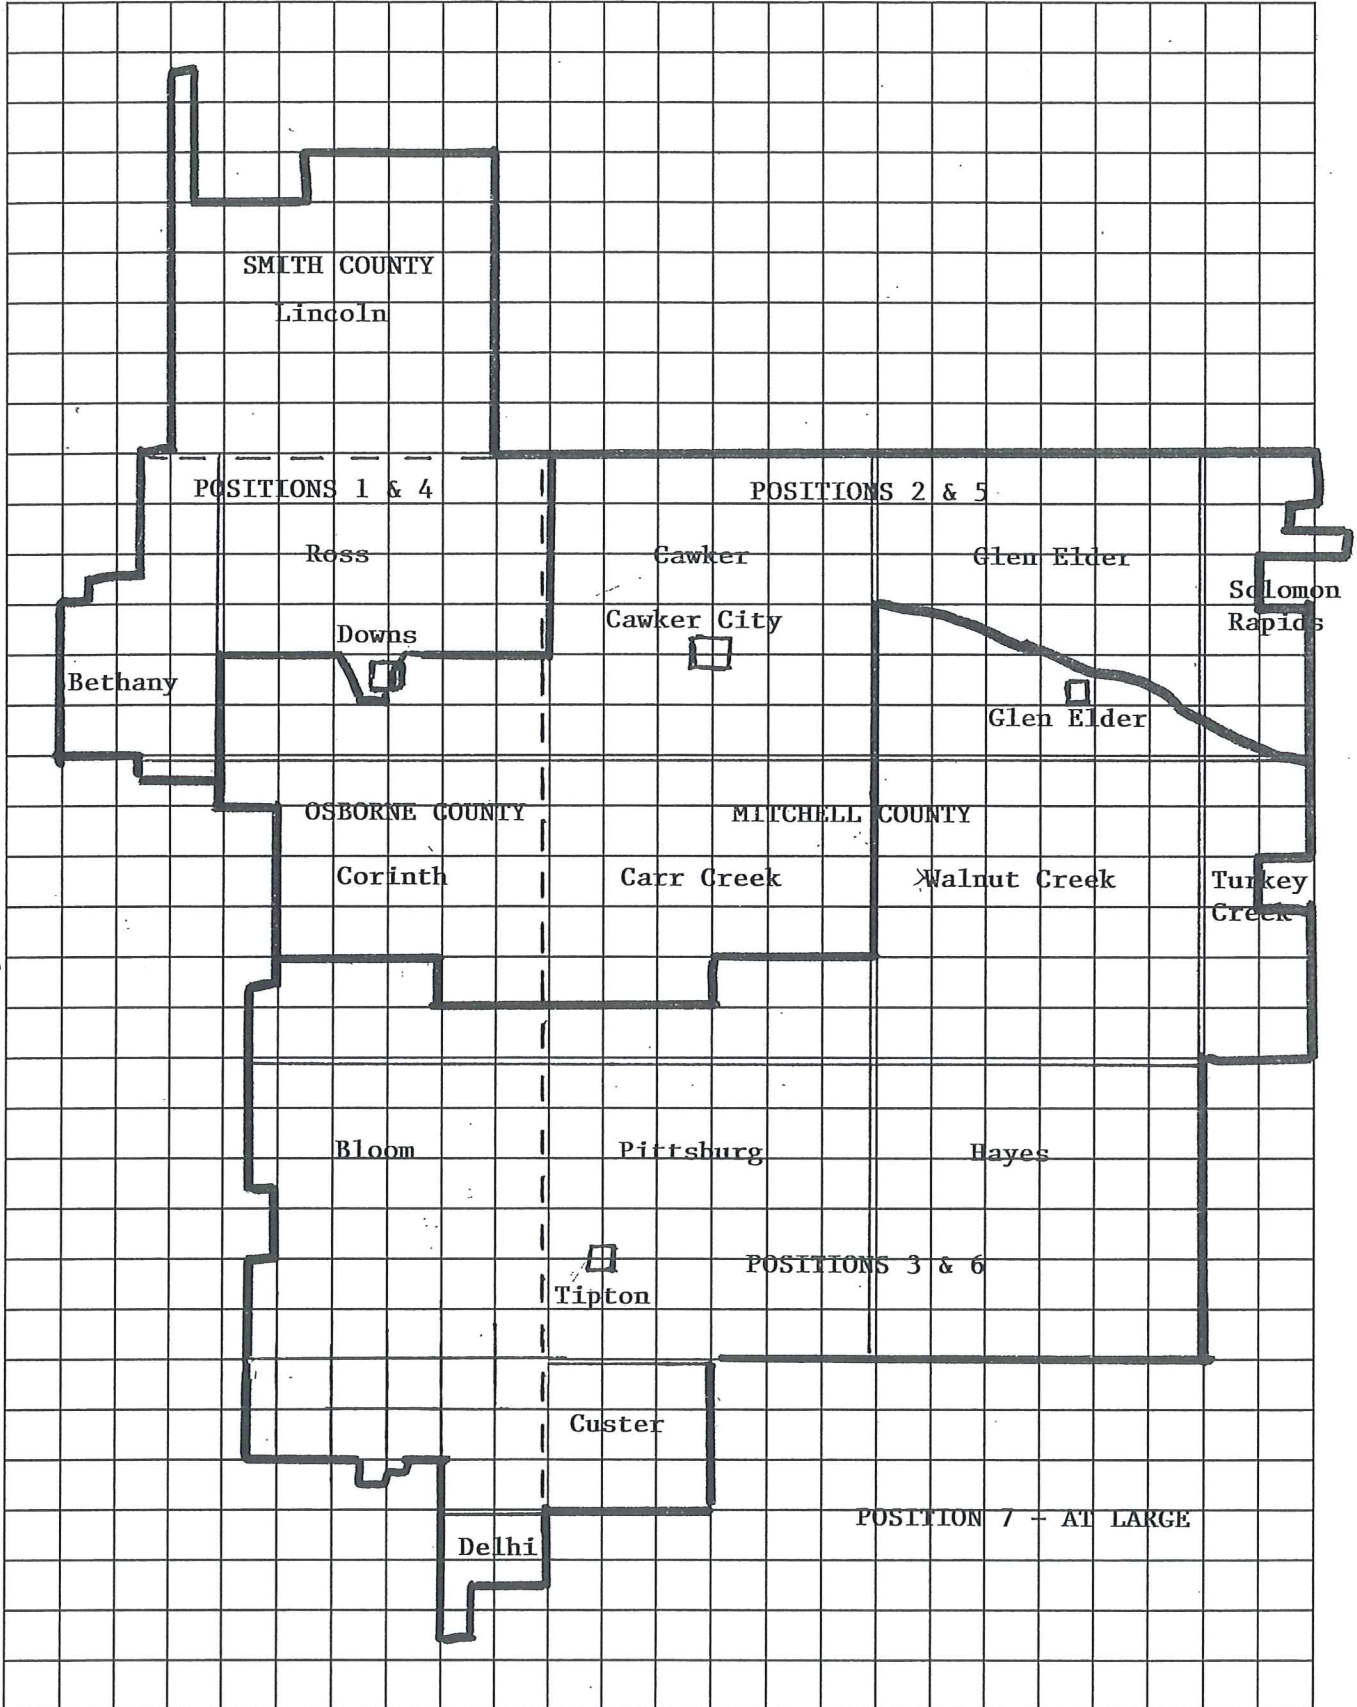 SMITH COUNTY
Lincoln
POSITIONS 1 & 4
POSITIONS 2 & 5
Ross
Cawker
Glen Elder
Solomon
Rapids
Cawker City
Downs
Bethany
Glen Elder
OSBORNE COUNTY
MITCHELL COUNTY
Corinth
Carr Creek
Walnut Creek
Turkey
Creek
Bloom
Pittsburg
Hayes
POSITIONS 3 & 6
Tipton
Custer
POSITION 7 - AT LARGE
Delhi